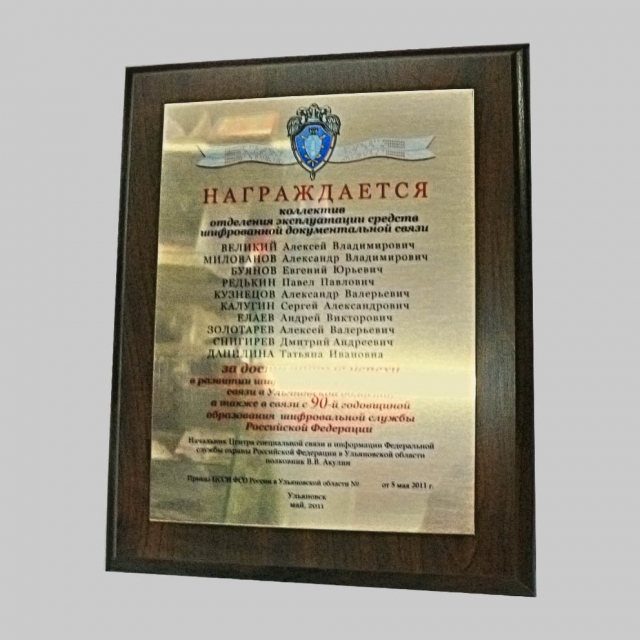 НАГРАЖДАЕТСЯ
коллектив
отделения эксплуатации средств
шифрованной документальной связи
ВЕЛИКИЙ Алексей Владимирович
МИЛОВАНОВ Александр Владимирович
БУЯНОВ Евгений Юрьевич
РЕДЬКИН Павел Павлович
КУЗНЕЦОВ Александр Валерьевич
КАЛУГИН Сергей Александрович
ЕЛАЕВ Андрей Викторович
ЗОЛОТАРЕВ Алексей Валерьевич
СНИГИРЕВ Дмитрий Андреевич
ДАНИЛИНА Татьяна Ивановна
за
в развитии
связи в Ульяновской
а также в связи с 90-й годовщиной
образования шифровальной службы
Российской Федерации
Начальник Центра специальной связи и информации Федеральной
службы охраны Российской Федерации в Ульяновской области
полковник В.В. Акулин
Приказ ЦССИ ФСО России в Ульяновской области № от 5 мая 2011 г.
Ульяновск
май, 2011